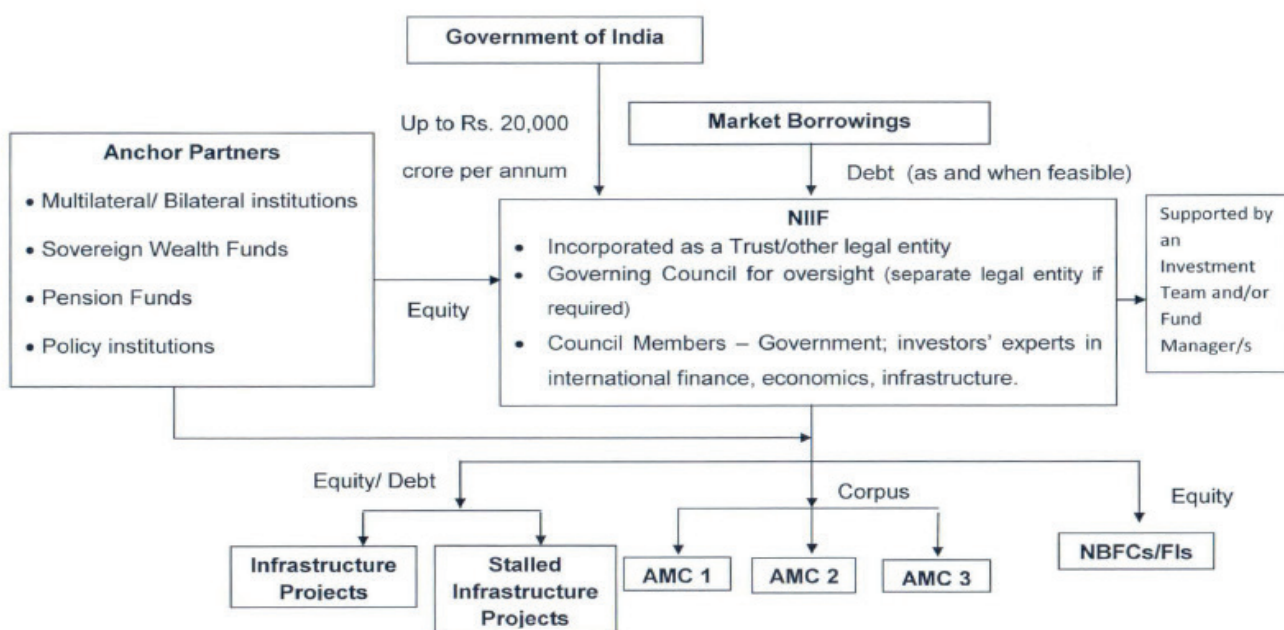 Government of India
Up to Rs. 20,000
crore per annum
Market Borrowings
Debt (as and when feasible)
Anchor Partners
• Multilateral/ Bilateral institutions
• Sovereign Wealth Funds
• Pension Funds
• Policy institutions
Equity
NIIF
• Incorporated as a Trust/other legal entity
• Governing Council for oversight (separate legal entity if
required)
• Council Members – Government; investors' experts in
international finance, economics, infrastructure.
Supported by
an
Investment
Team and/or
Fund
Manager/s
Equity/ Debt
Corpus
Equity
Infrastructure
Projects
Stalled
Infrastructure
Projects
AMC 1
AMC 2
AMC 3
NBFCs/FIs